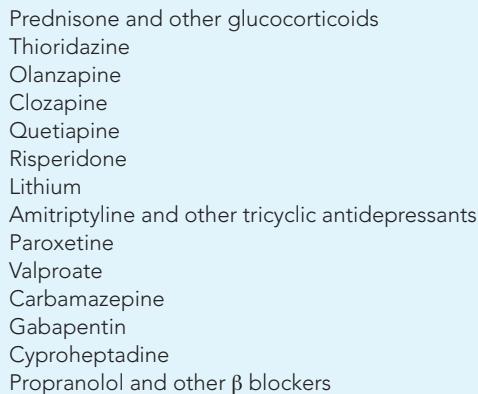 Prednisone and other glucocorticoids
Thioridazine
Olanzapine
Clozapine
Quetiapine
Risperidone
Lithium
Amitriptyline and other tricyclic antidepressants
Paroxetine
Valproate
Carbamazepine
Gabapentin
Cyproheptadine
Propranolol and other β blockers